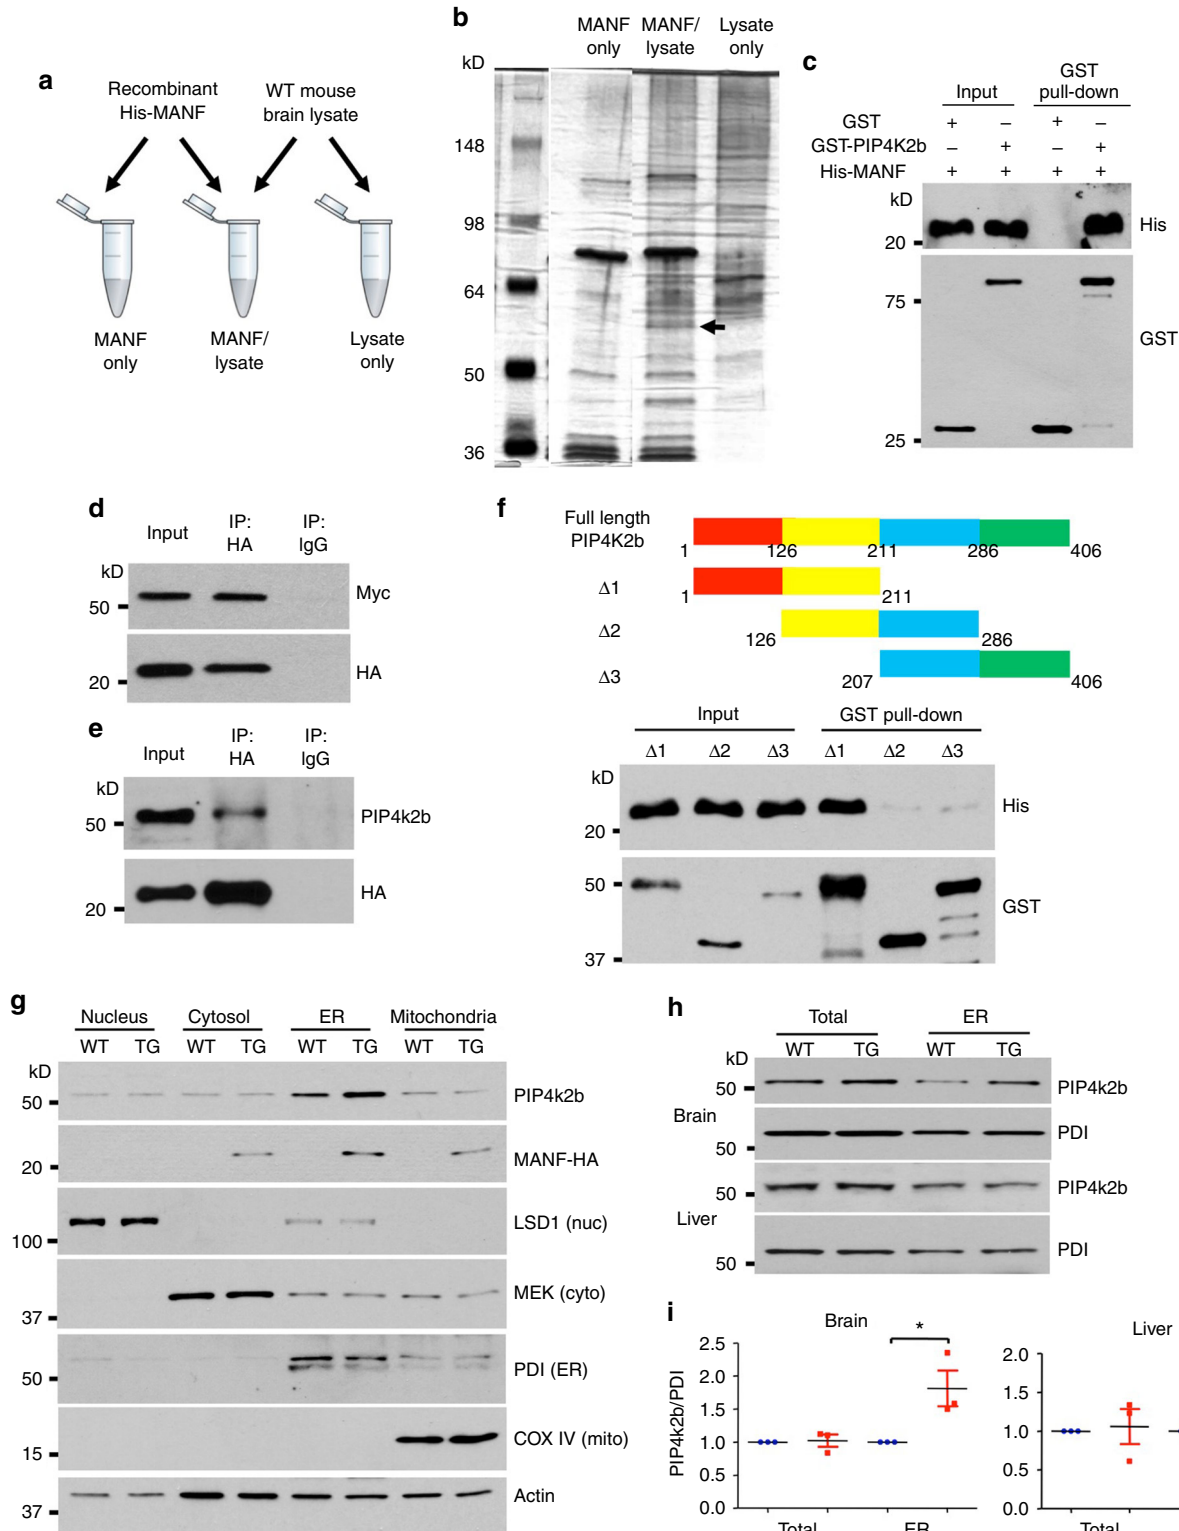 a
Recombinant
His-MANF
WT mouse
brain lysate
MANF
only
MANF/
lysate
Lysate
only
b
MANF
only
MANF/
lysate
Lysate
only
kD
148
98
64
50
36
c
Input
GST
pull-down
GST + – + –
GST-PIP4K2b – + – +
His-MANF + + + +
kD
20
His
75
25
GST
d
Input
IP:
HA
IP:
IgG
kD
50
Myc
20
HA
e
Input
IP:
HA
IP:
IgG
kD
50
PIP4k2b
20
HA
f
Full length
PIP4K2b
1 126 211 286 406
Δ1
1 211
Δ2
126 286
Δ3
207 406
Input GST pull-down
Δ1 Δ2 Δ3 Δ1 Δ2 Δ3
kD
20
His
50
37
GST
g
Nucleus Cytosol ER Mitochondria
WT TG WT TG WT TG WT TG
kD
50
PIP4k2b
20
MANF-HA
100
LSD1 (nuc)
37
MEK (cyto)
50
PDI (ER)
15
COX IV (mito)
37
Actin
h
Total ER
WT TG WT TG
kD
50
PIP4k2b
Brain
50
PDI
50
PIP4k2b
Liver
50
PDI
i
Brain
PIP4k2b/PDI
2.5
2.0
1.5
1.0
0.5
0.0
*
Total ER
Liver
2.0
1.5
1.0
0.5
0.0
Total